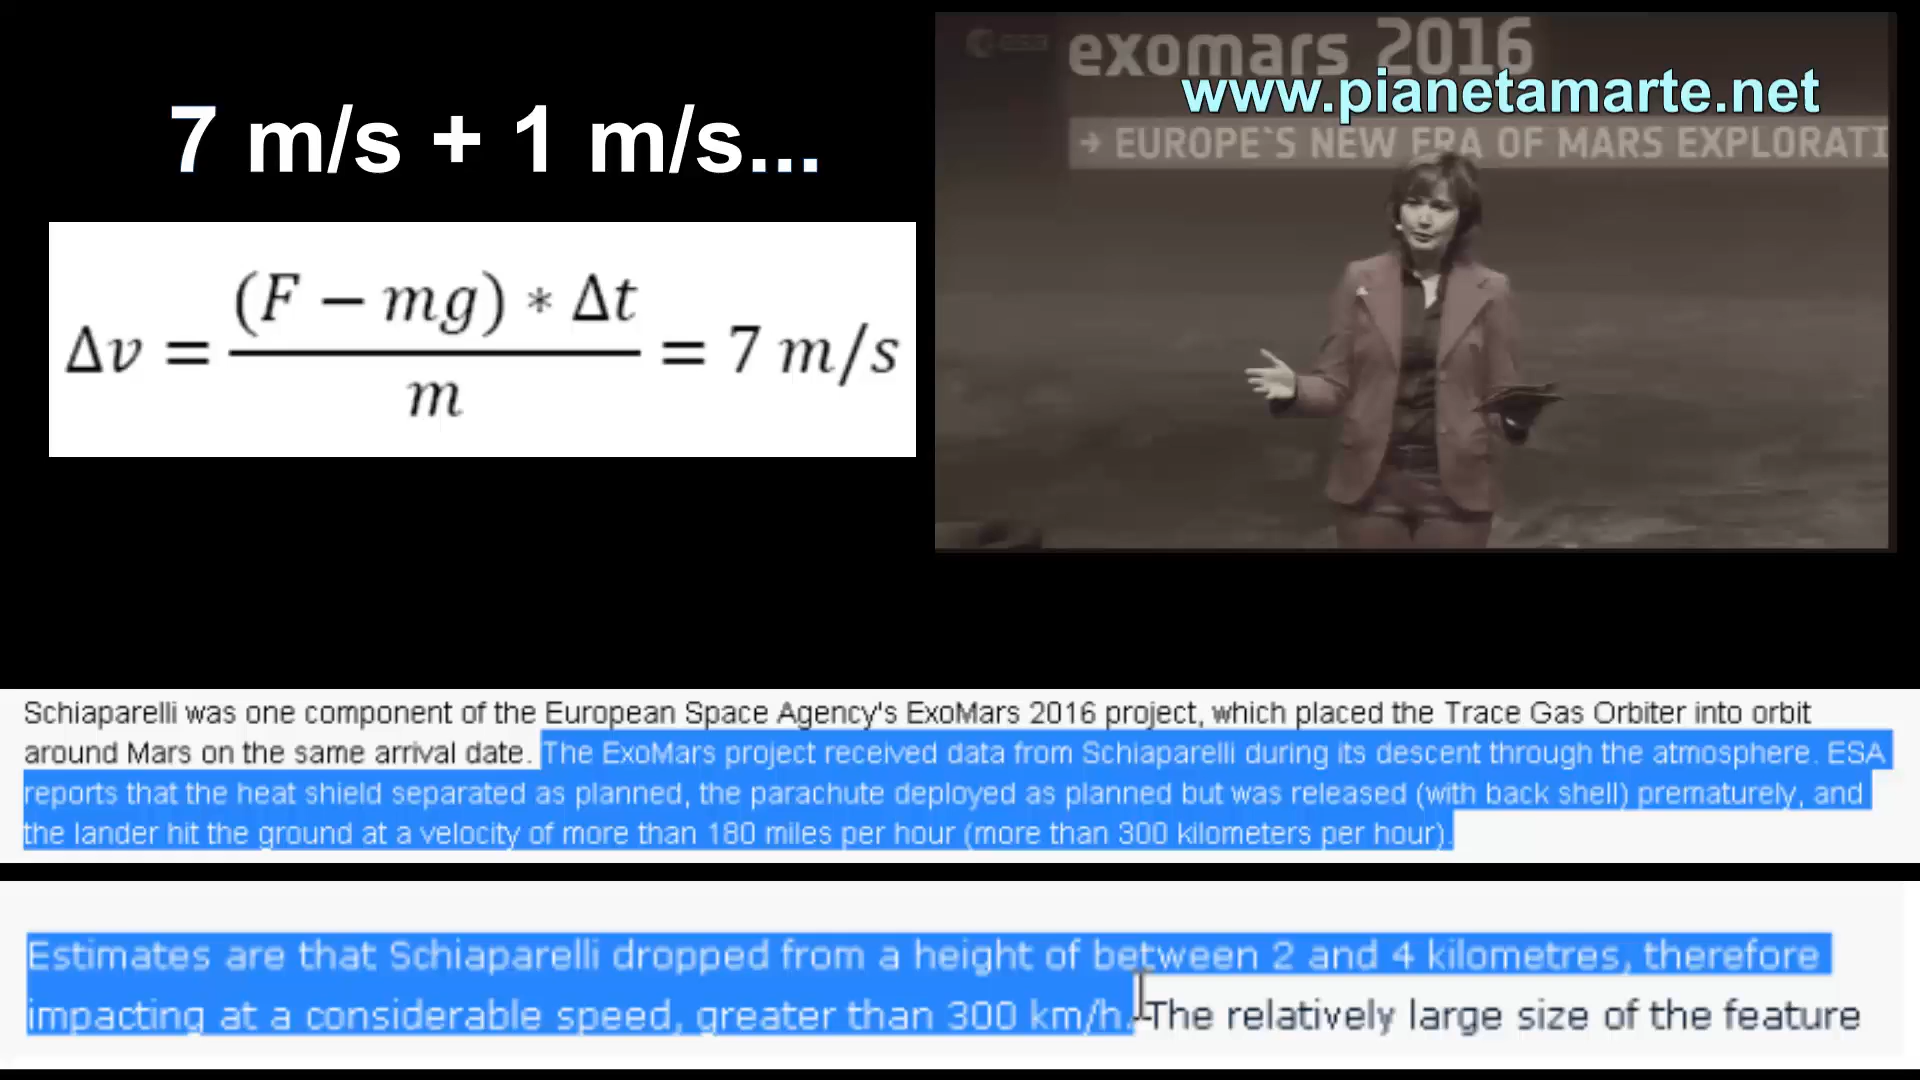 7 m/s + 1 m/s...
Δv = (F − mg) * Δt / m = 7 m/s
exomars 2016
www.pianetamarte.net
→ EUROPE`S NEW ERA OF MARS EXPLORATI
Schiaparelli was one component of the European Space Agency's ExoMars 2016 project, which placed the Trace Gas Orbiter into orbit
around Mars on the same arrival date. The ExoMars project received data from Schiaparelli during its descent through the atmosphere. ESA
reports that the heat shield separated as planned, the parachute deployed as planned but was released (with back shell) prematurely, and
the lander hit the ground at a velocity of more than 180 miles per hour (more than 300 kilometers per hour).
Estimates are that Schiaparelli dropped from a height of between 2 and 4 kilometres, therefore
impacting at a considerable speed, greater than 300 km/h. The relatively large size of the feature